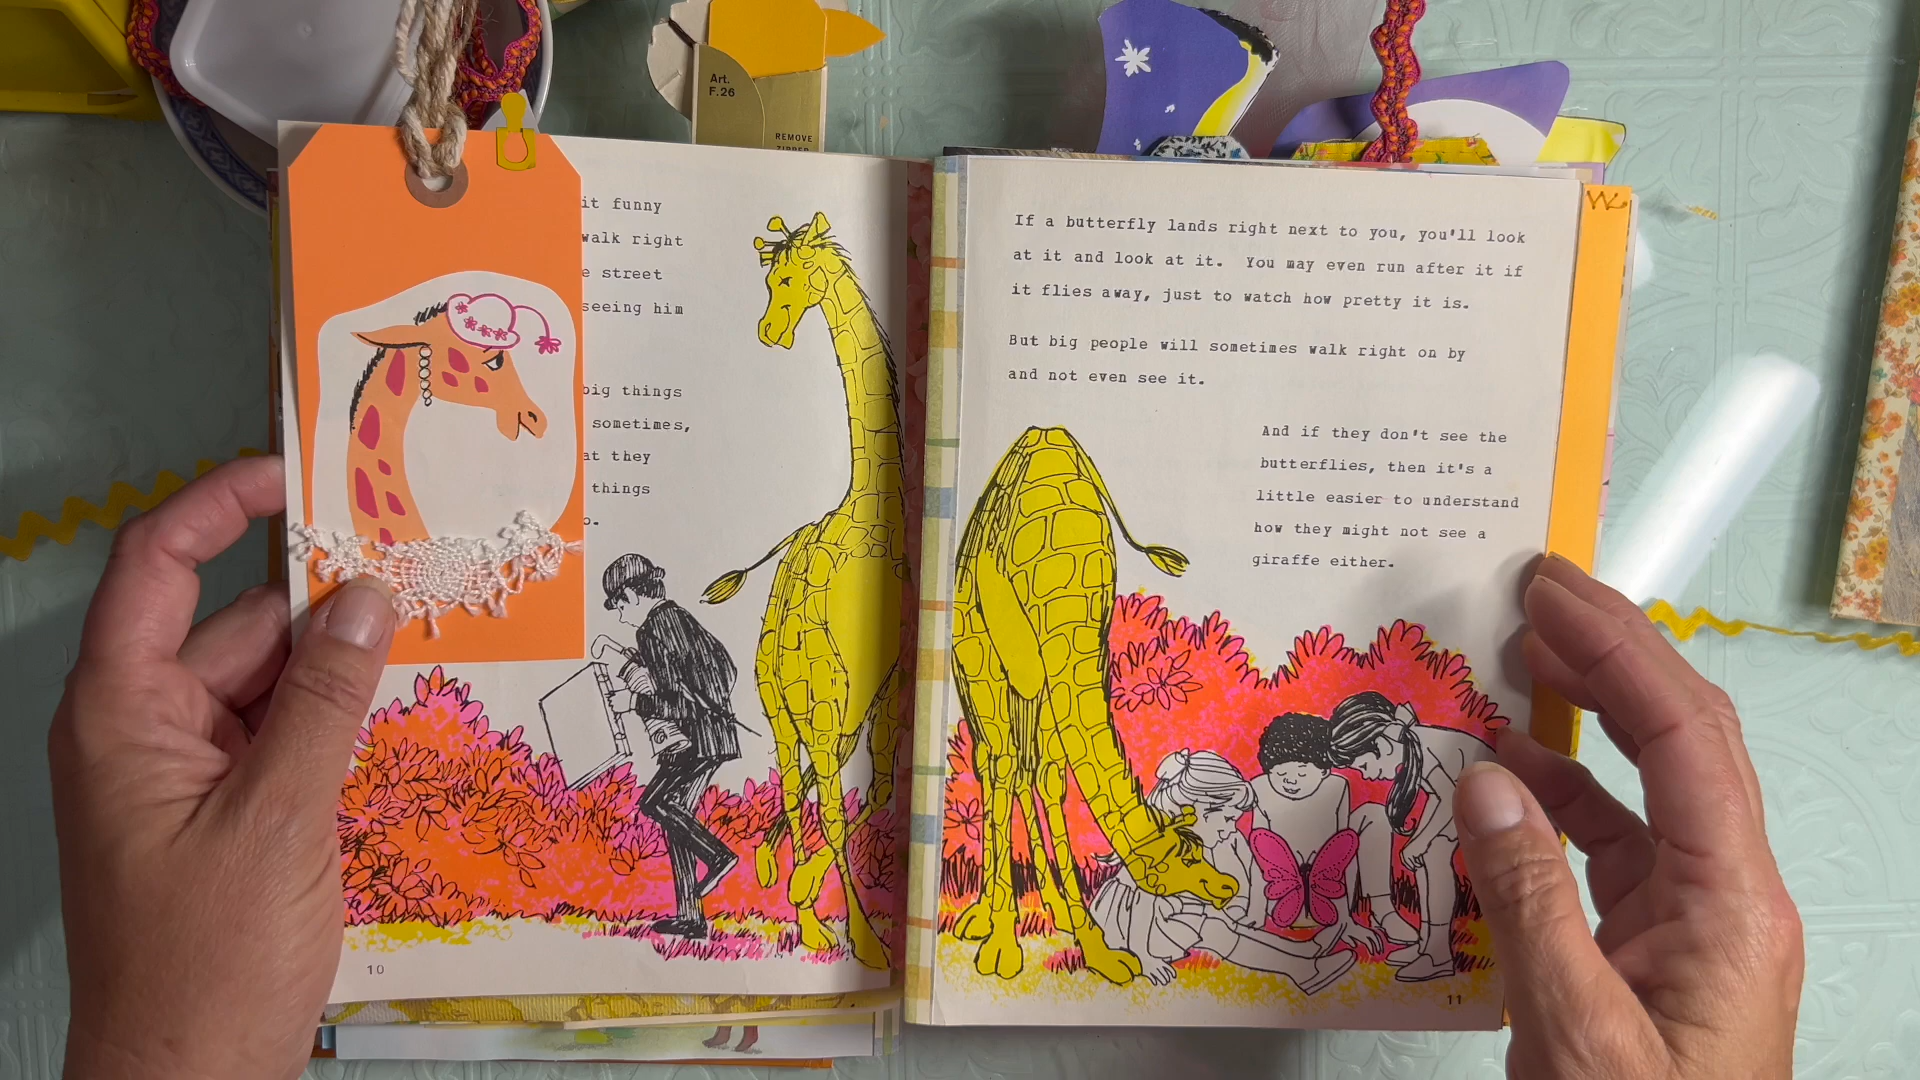 Art.
F.26
REMOVE
ZIPPER
it funny
walk right
street
seeing him
big things
sometimes,
at they
things
10
If a butterfly lands right next to you, you'll look
at it and look at it. You may even run after it if
it flies away, just to watch how pretty it is.
But big people will sometimes walk right on by
and not even see it.
And if they don't see the
butterflies, then it's a
little easier to understand
how they might not see a
giraffe either.
11